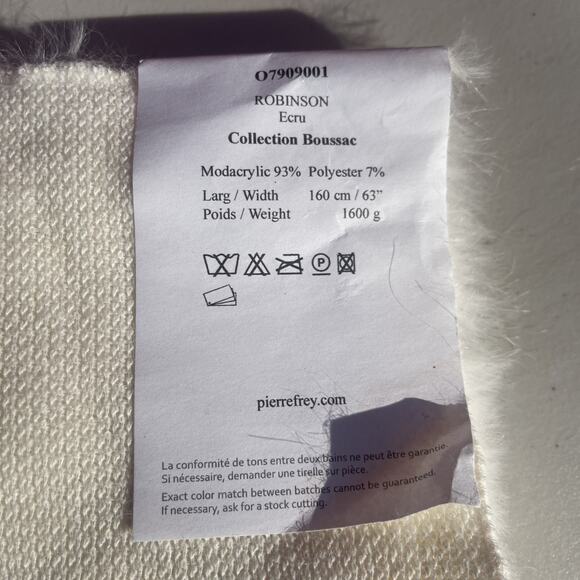 O7909001
ROBINSON
Ecru
Collection Boussac
Modacrylic 93% Polyester 7%
Larg / Width 160 cm / 63”
Poids / Weight 1600 g
P
pierrefrey.com
La conformité de tons entre deux bains ne peut être garantie.
Si nécessaire, demander une tirelle sur pièce.
Exact color match between batches cannot be guaranteed.
If necessary, ask for a stock cutting.